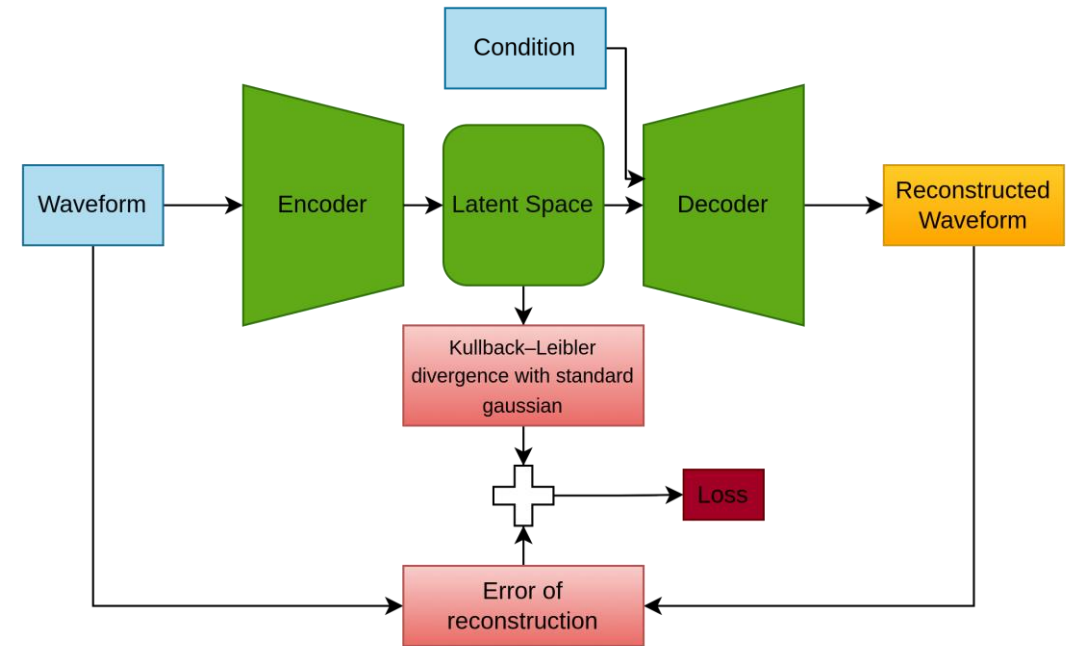 Condition
Waveform
Encoder
Latent Space
Decoder
Reconstructed
Waveform
Kullback–Leibler
divergence with standard
gaussian
Loss
Error of
reconstruction